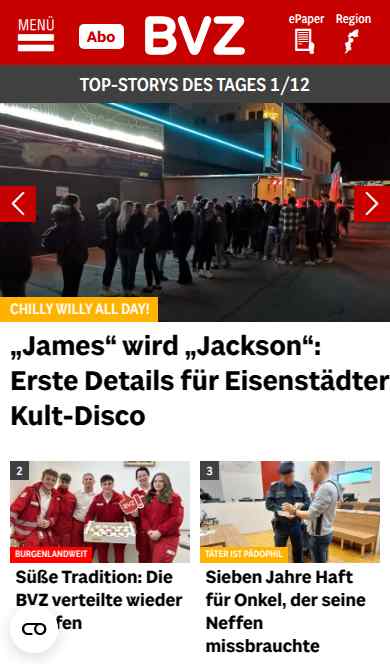 MENÜ
Abo
BVZ
ePaper
Region
TOP-STORYS DES TAGES 1/12
CHILLY WILLY ALL DAY!
„James“ wird „Jackson“:
Erste Details für Eisenstädter
Kult-Disco
2
BVZ
BURGENLANDWEIT
Süße Tradition: Die
BVZ verteilte wieder
fen
3
TÄTER IST PÄDOPHIL
Sieben Jahre Haft
für Onkel, der seine
Neffen
missbrauchte